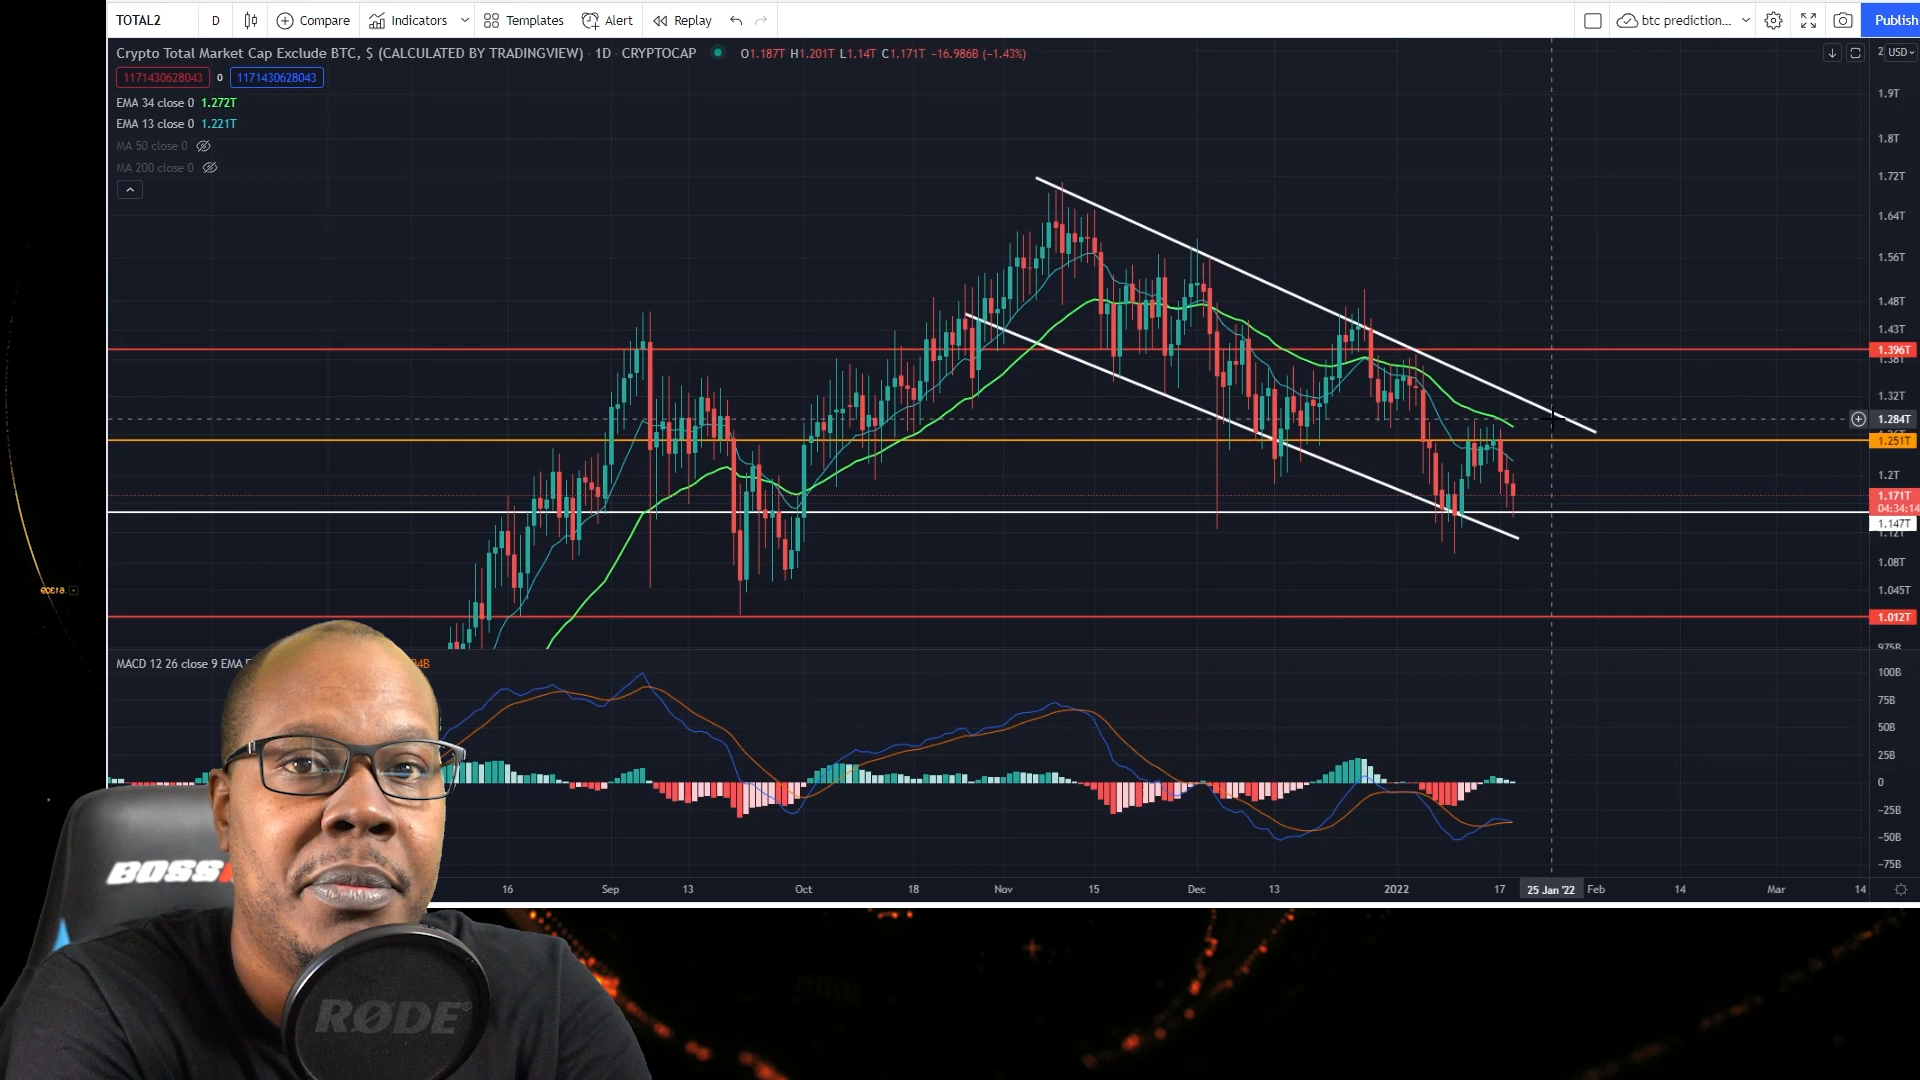 TOTAL2 D Compare Indicators Templates Alert Replay btc prediction... Publish
Crypto Total Market Cap Exclude BTC, $ (CALCULATED BY TRADINGVIEW) · 1D · CRYPTOCAP O1.187T H1.201T L1.14T C1.171T −16.986B (−1.43%)
USD
1171430628043 0 1171430628043
EMA 34 close 0 1.272T
EMA 13 close 0 1.221T
MA 50 close 0
MA 200 close 0
1.9T
1.8T
1.72T
1.64T
1.56T
1.48T
1.43T
1.396T
1.38T
1.32T
1.284T
1.251T
1.2T
1.171T
04:34:14
1.147T
1.12T
1.08T
1.045T
1.012T
975B
MACD 12 26 close 9 EMA
100B
75B
50B
25B
0
−25B
−50B
−75B
16 Sep 13 Oct 18 Nov 15 Dec 13 2022 17 25 Jan '22 Feb 14 Mar 14
BOSS
RØDE